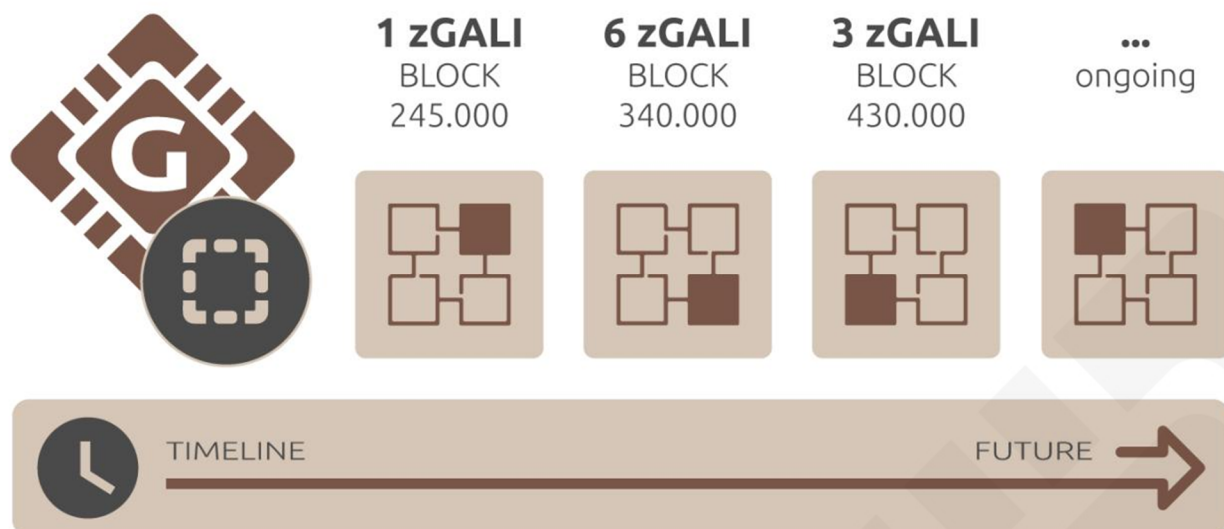 G
1 zGALI
BLOCK
245.000
6 zGALI
BLOCK
340.000
3 zGALI
BLOCK
430.000
...
ongoing
TIMELINE
FUTURE